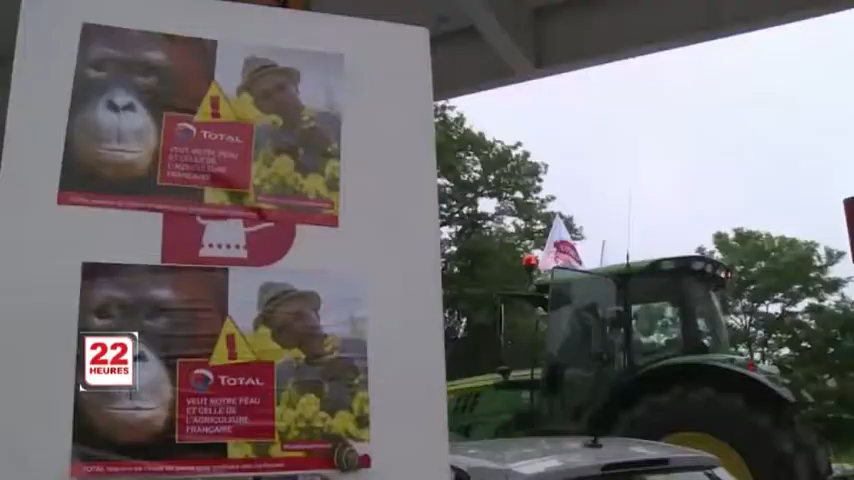 TOTAL
VEUT NOTRE PEAU
ET CELLE DE
L'AGRICULTURE
FRANÇAISE
TOTAL
VEUT NOTRE PEAU
ET CELLE DE
L'AGRICULTURE
FRANÇAISE
22
HEURES